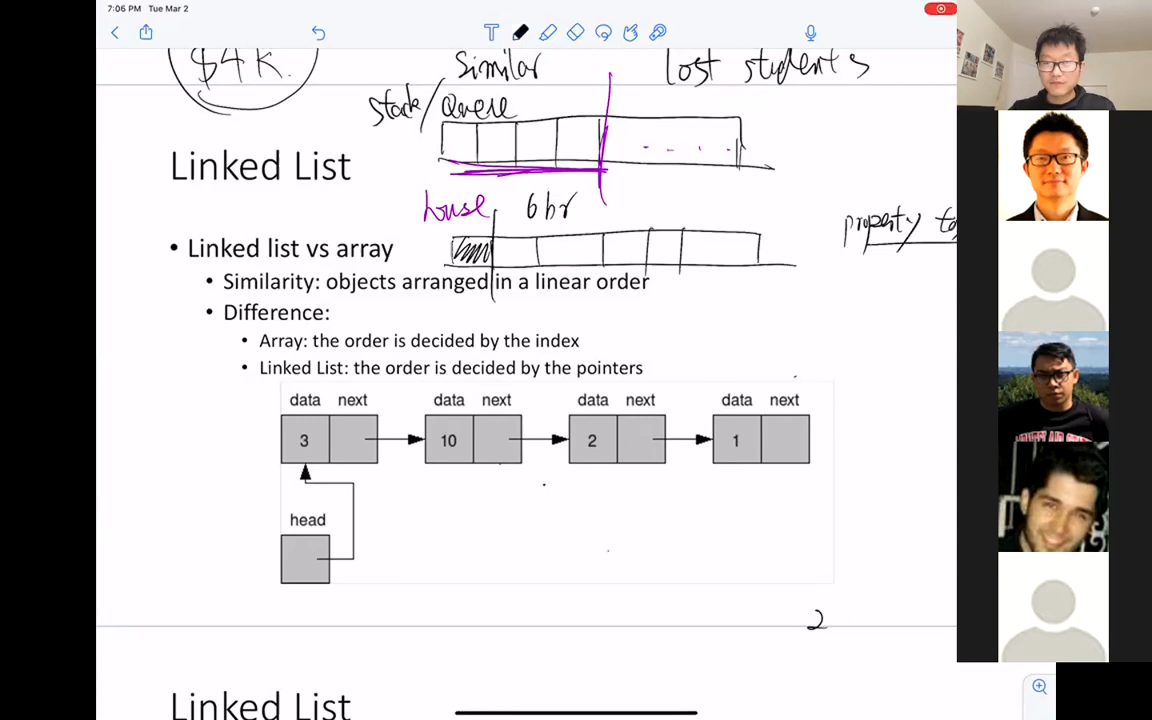 7:06 PM Tue Mar 2
$4K.
Similar
Lost students
stack/Queue
Linked List
house
6hr
property
• Linked list vs array
• Similarity: objects arranged in a linear order
• Difference:
• Array: the order is decided by the index
• Linked List: the order is decided by the pointers
data next data next data next data next
3 10 2 1
head
2
Linked List